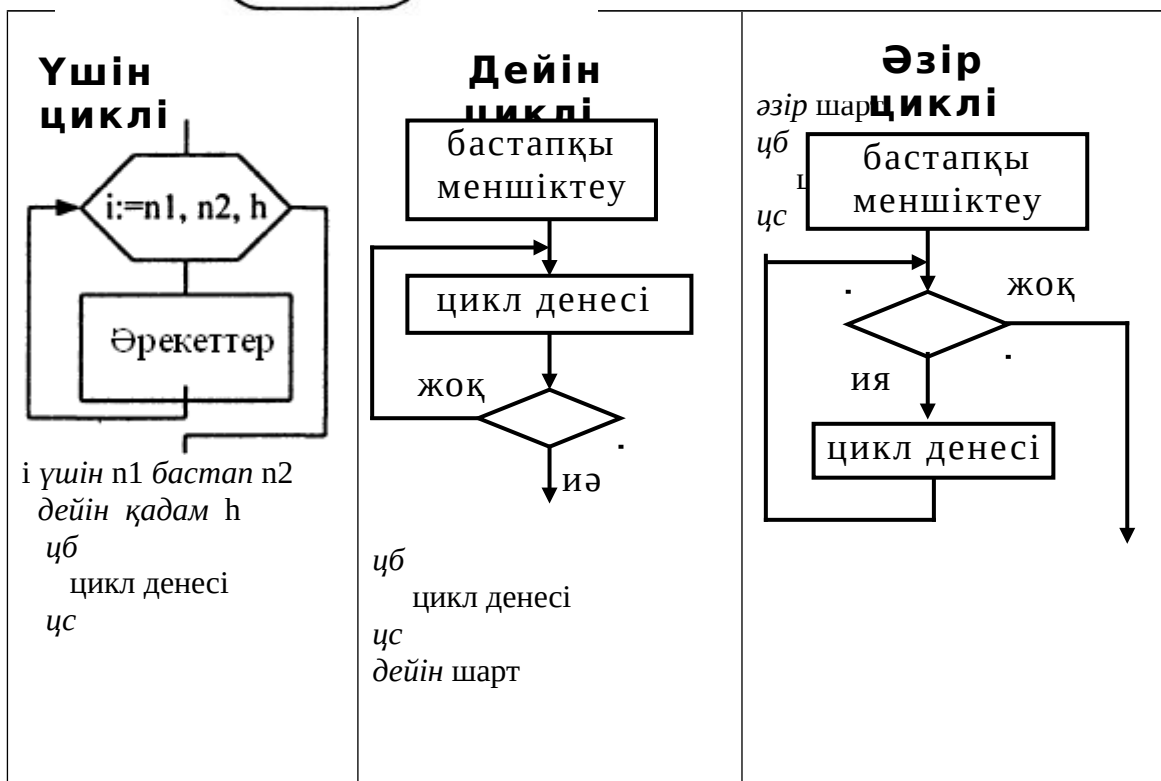 Үшін
циклі
i:=n1, n2, h
Әрекеттер
i үшін n1 бастап n2
дейін қадам h
цб
цикл денесі
цс
Дейін
циклі
бастапқы
меншіктеу
цикл денесі
жоқ
иә
цб
цикл денесі
цс
дейін шарт
Әзір
циклі
әзір
цб
цс
бастапқы
меншіктеу
жоқ
ия
цикл денесі